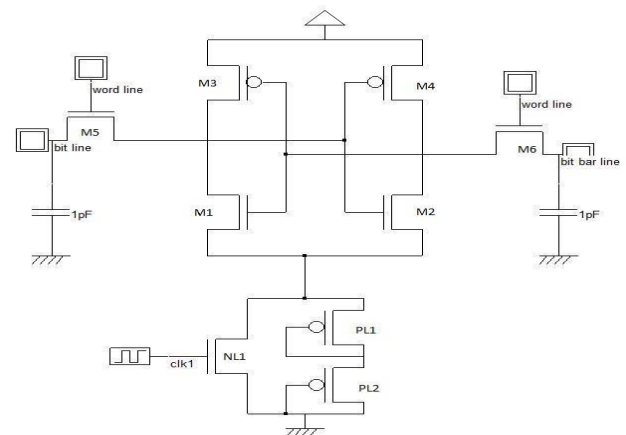 M3
M4
word line
word line
M5
bit line
M6
bit bar line
1pF
M1
M2
1pF
PL1
NL1
clk1
PL2